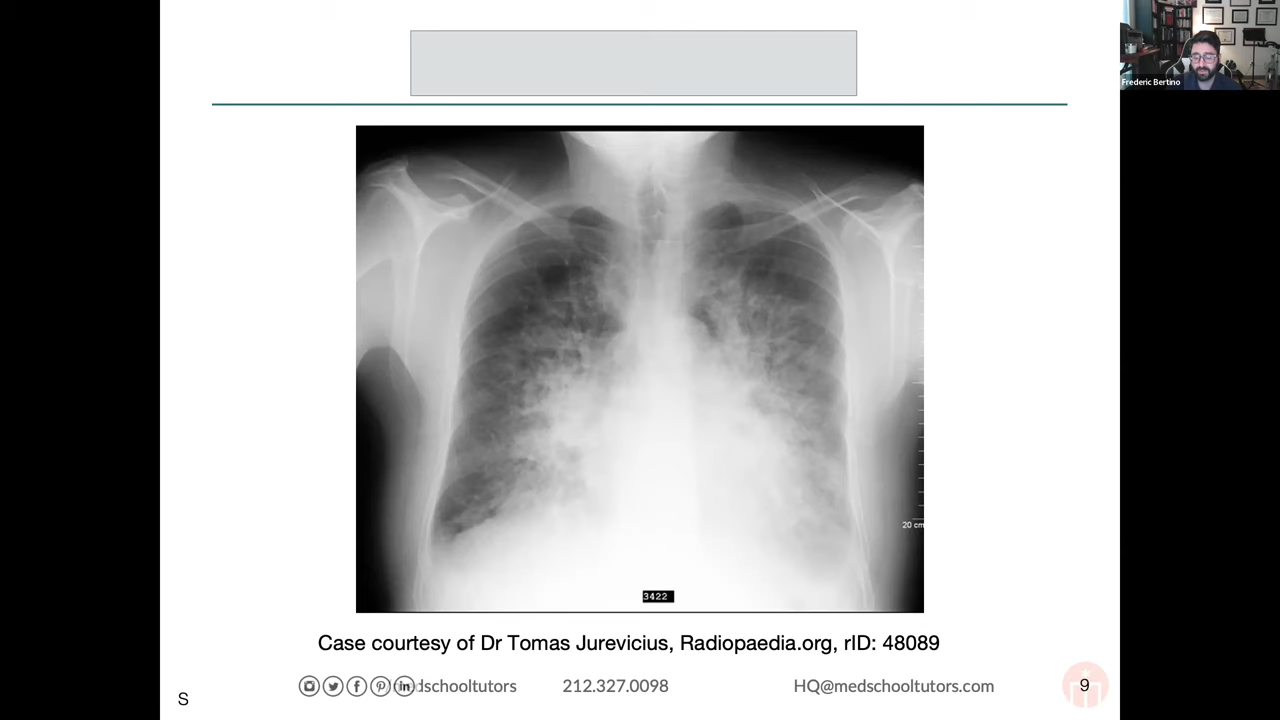 Frederic Bertino
20 cm
3422
Case courtesy of Dr Tomas Jurevicius, Radiopaedia.org, rID: 48089
medschooltutors 212.327.0098 HQ@medschooltutors.com
S
9